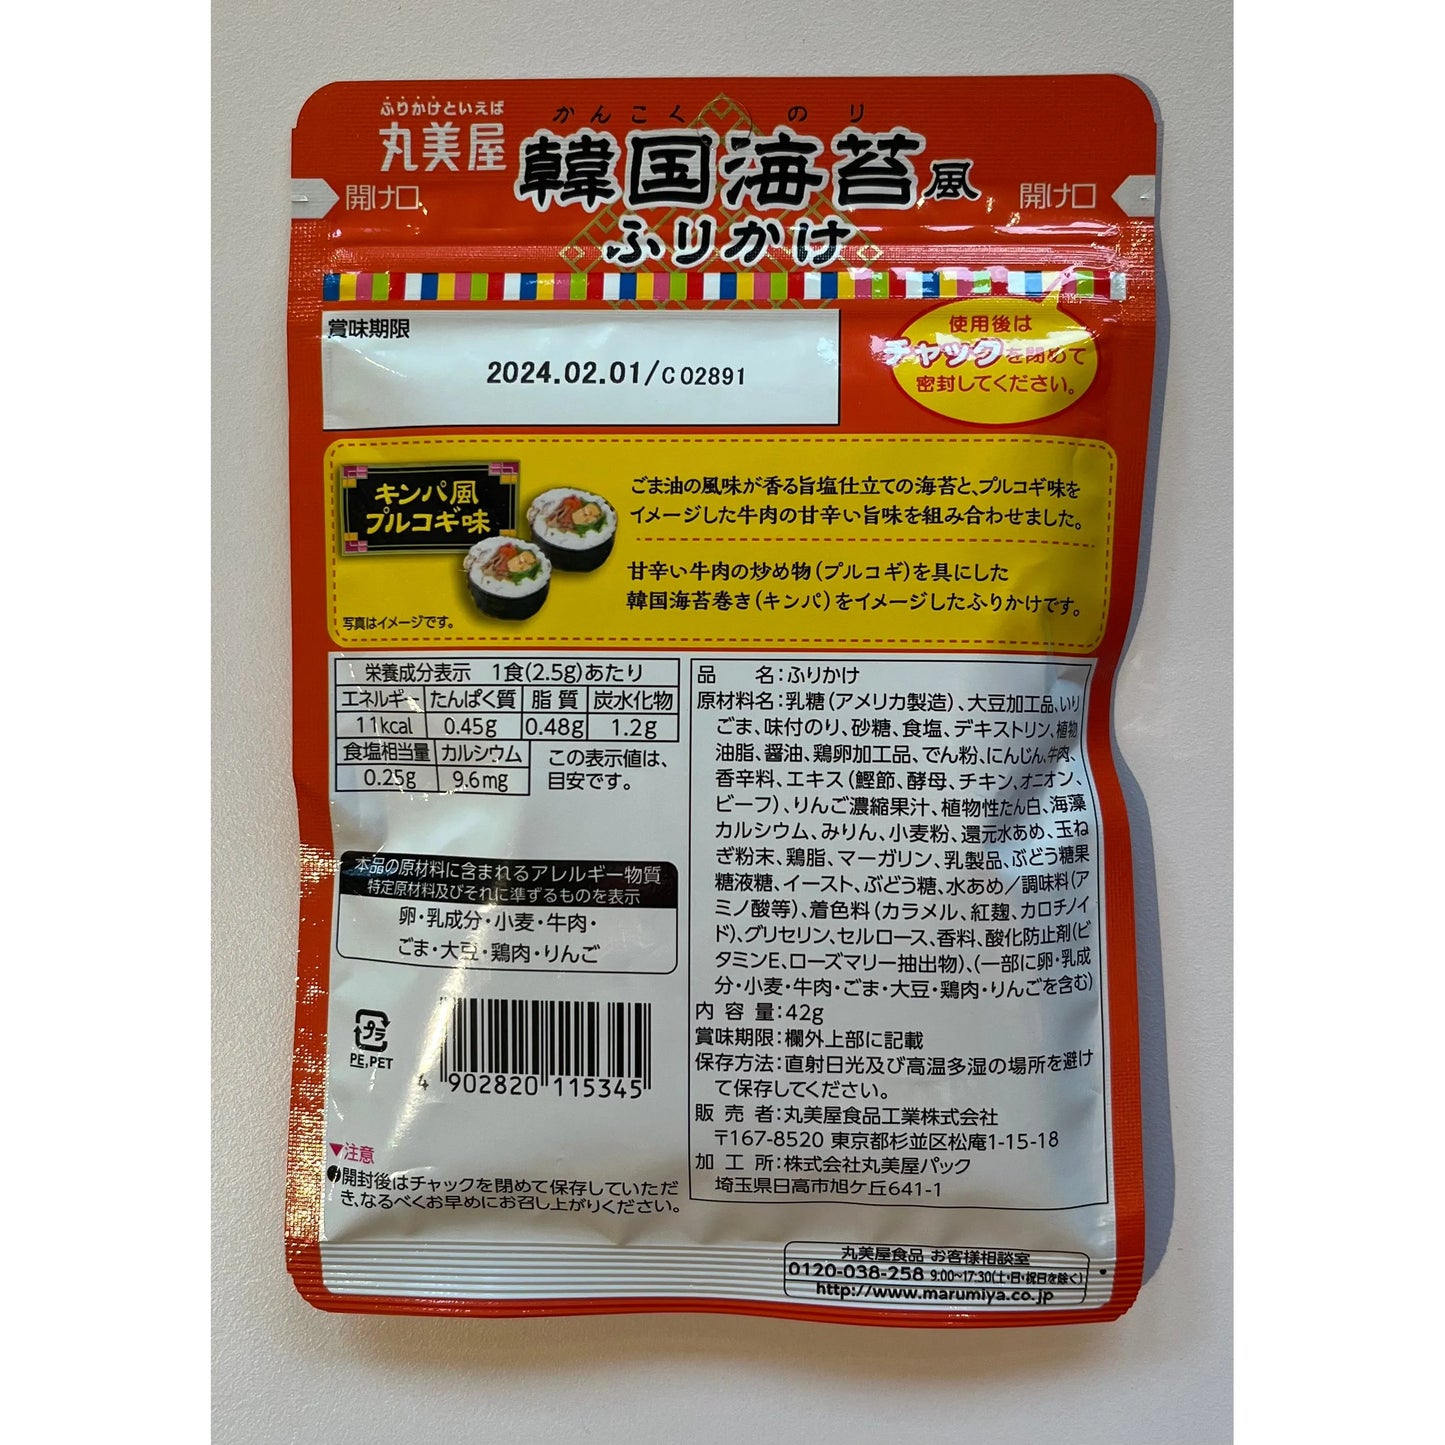 ふりかけといえば
丸美屋
かんこくのり
韓国海苔風
ふりかけ
開け口
開け口
賞味期限
2024.02.01/C02891
使用後は
チャックを閉めて
密封してください。
キンパ風
プルコギ味
写真はイメージです。
ごま油の風味が香る旨塩仕立ての海苔と、プルコギ味を
イメージした牛肉の甘辛い旨味を組み合わせました。
甘辛い牛肉の炒め物(プルコギ)を具にした
韓国海苔巻き(キンパ)をイメージしたふりかけです。
栄養成分表示 1食(2.5g)あたり
エネルギー たんぱく質 脂質 炭水化物
11kcal 0.45g 0.48g 1.2g
食塩相当量 カルシウム
0.25g 9.6mg
この表示値は、
目安です。
本品の原材料に含まれるアレルギー物質
特定原材料及びそれに準ずるものを表示
卵・乳成分・小麦・牛肉・
ごま・大豆・鶏肉・りんご
プラ
PE,PET
4 902820 115345
▼注意
●開封後はチャックを閉めて保存していただ
き、なるべくお早めにお召し上がりください。
品名:ふりかけ
原材料名:乳糖(アメリカ製造)、大豆加工品、いり
ごま、味付のり、砂糖、食塩、デキストリン、植物
油脂、醤油、鶏卵加工品、でん粉、にんじん、牛肉、
香辛料、エキス(鰹節、酵母、チキン、オニオン、
ビーフ)、りんご濃縮果汁、植物性たん白、海藻
カルシウム、みりん、小麦粉、還元水あめ、玉ね
ぎ粉末、鶏脂、マーガリン、乳製品、ぶどう糖果
糖液糖、イースト、ぶどう糖、水あめ/調味料(ア
ミノ酸等)、着色料(カラメル、紅麹、カロチノイ
ド)、グリセリン、セルロース、香料、酸化防止剤(ビ
タミンE、ローズマリー抽出物)、(一部に卵・乳成
分・小麦・牛肉・ごま・大豆・鶏肉・りんごを含む)
内容量:42g
賞味期限:欄外上部に記載
保存方法:直射日光及び高温多湿の場所を避け
て保存してください。
販売者:丸美屋食品工業株式会社
〒167-8520 東京都杉並区松庵1-15-18
加工所:株式会社丸美屋パック
埼玉県日高市旭ケ丘641-1
丸美屋食品 お客様相談室
0120-038-258 9:00~17:30(土・日・祝日を除く)
http://www.marumiya.co.jp